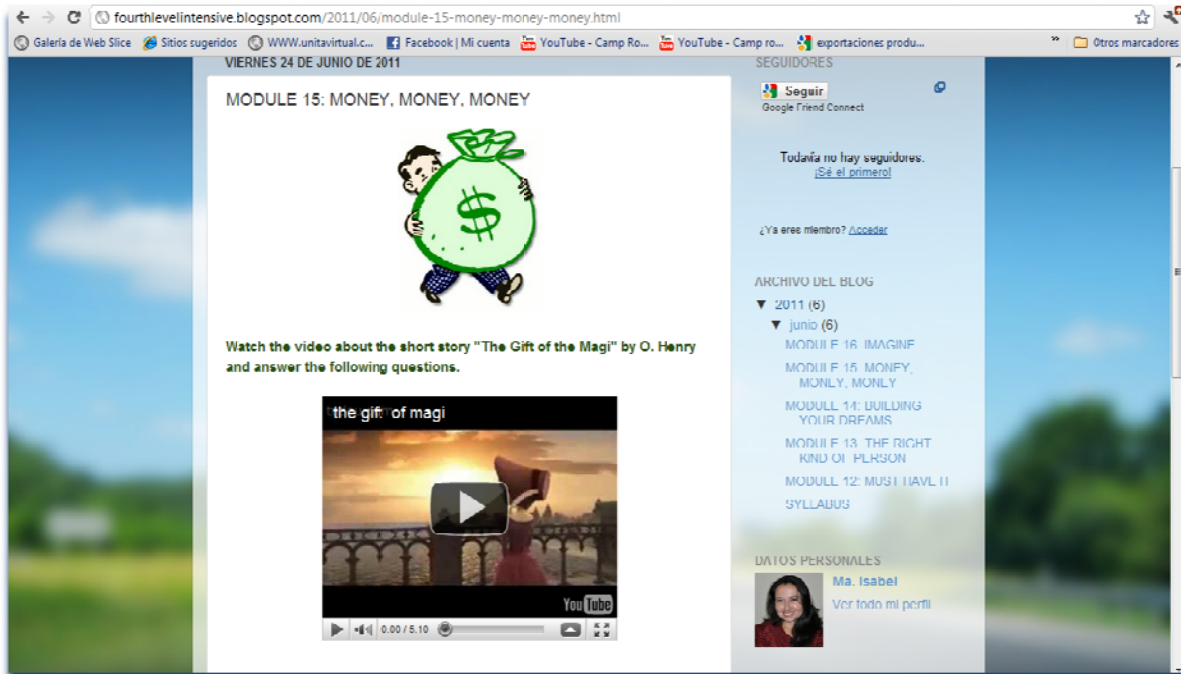 fourthlevelintensive.blogspot.com/2011/06/module-15-money-money-money.html
Galería de Web Slice
Sitios sugeridos
WWW.unitavirtual.c...
Facebook | Mi cuenta
YouTube - Camp Ro...
YouTube - Camp ro...
exportaciones produ...
»
Otros marcadores
VIERNES 24 DE JUNIO DE 2011
MODULE 15: MONEY, MONEY, MONEY
$
Watch the video about the short story "The Gift of the Magi" by O. Henry
and answer the following questions.
the gift of magi
YouTube
0.00 / 5.10
SEGUIDORES
Seguir
Google Friend Connect
Todavía no hay seguidores.
¡Sé el primero!
¿Ya eres miembro? Acceder
ARCHIVO DEL BLOG
▼ 2011 (6)
▼ junio (6)
MODULE 16: IMAGINE
MODULE 15: MONEY,
MONEY, MONEY
MODULE 14: BUILDING
YOUR DREAMS
MODULE 13: THE RIGHT
KIND OF PERSON
MODULE 12: MUST HAVE IT
SYLLABUS
DATOS PERSONALES
Ma. Isabel
Ver todo mi perfil